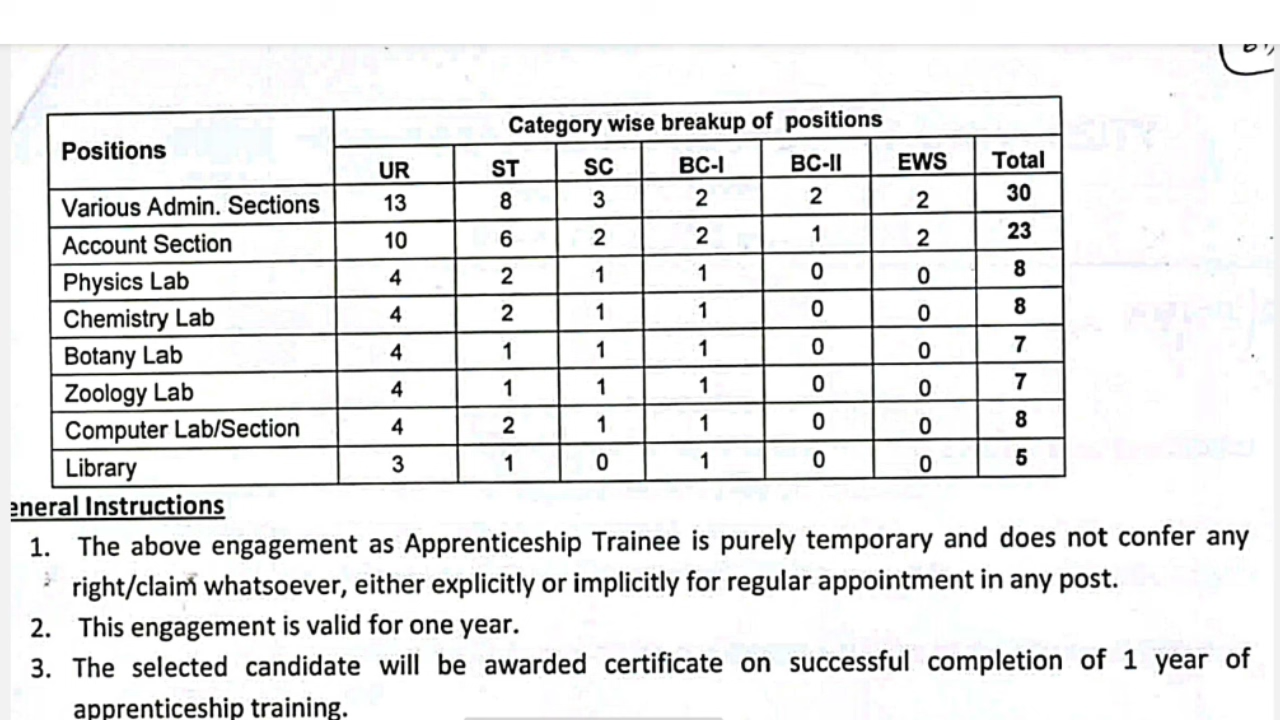 Category wise breakup of positions
Positions UR ST SC BC-I BC-II EWS Total
Various Admin. Sections 13 8 3 2 2 2 30
Account Section 10 6 2 2 1 2 23
Physics Lab 4 2 1 1 0 0 8
Chemistry Lab 4 2 1 1 0 0 8
Botany Lab 4 1 1 1 0 0 7
Zoology Lab 4 1 1 1 0 0 7
Computer Lab/Section 4 2 1 1 0 0 8
Library 3 1 0 1 0 0 5
eneral Instructions
1. The above engagement as Apprenticeship Trainee is purely temporary and does not confer any
right/claim whatsoever, either explicitly or implicitly for regular appointment in any post.
2. This engagement is valid for one year.
3. The selected candidate will be awarded certificate on successful completion of 1 year of
apprenticeship training.